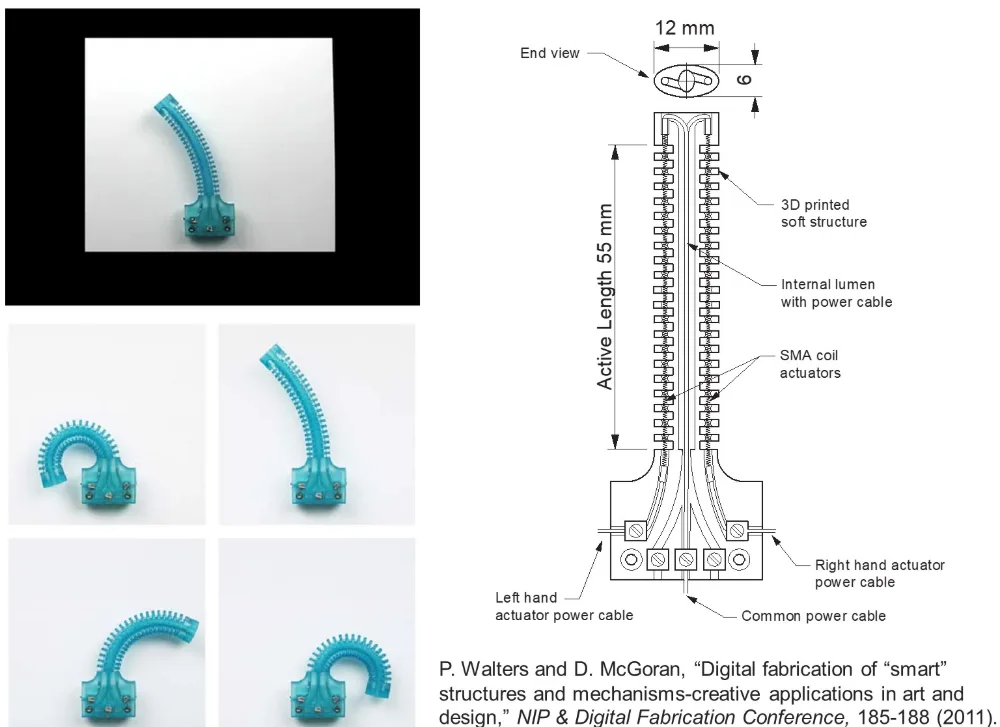 12 mm
End view
6
Active Length 55 mm
3D printed
soft structure
Internal lumen
with power cable
SMA coil
actuators
Right hand actuator
power cable
Left hand
actuator power cable
Common power cable
P. Walters and D. McGoran, “Digital fabrication of “smart”
structures and mechanisms-creative applications in art and
design,” NIP & Digital Fabrication Conference, 185-188 (2011).